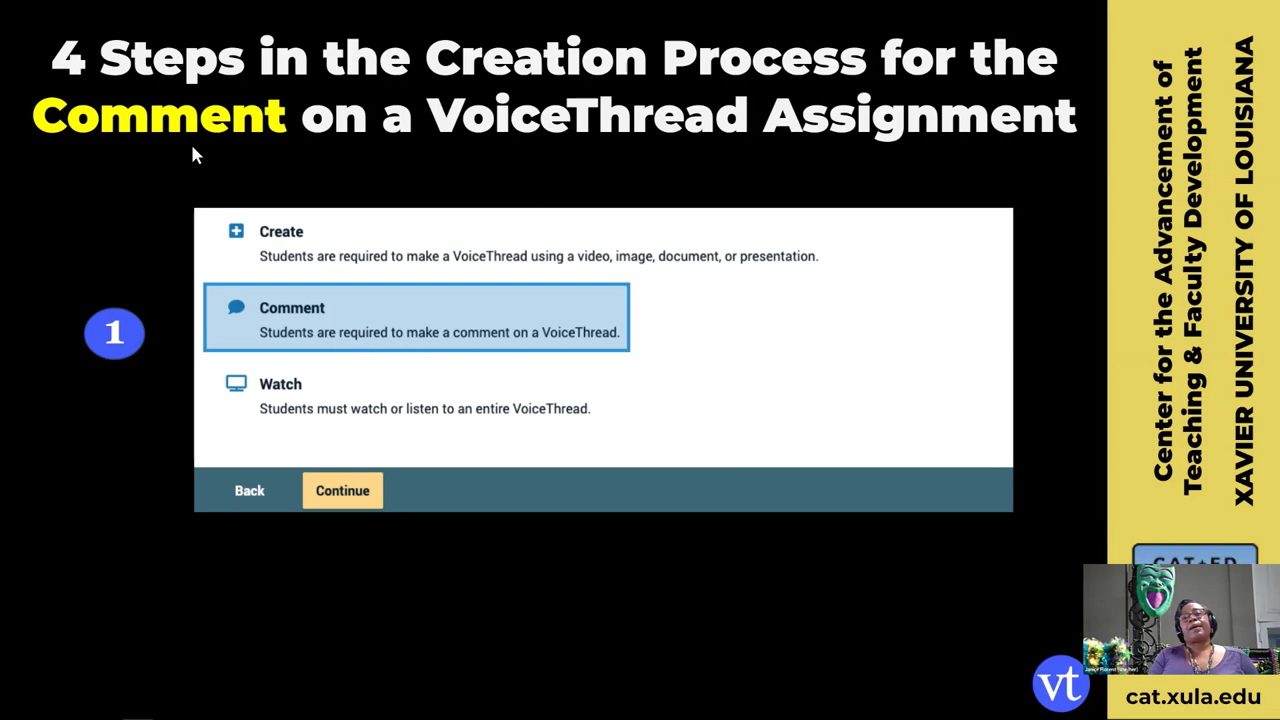 4 Steps in the Creation Process for the
Comment on a VoiceThread Assignment
Create
Students are required to make a VoiceThread using a video, image, document, or presentation.
1
Comment
Students are required to make a comment on a VoiceThread.
Watch
Students must watch or listen to an entire VoiceThread.
Back
Continue
Center for the Advancement of
Teaching & Faculty Development
XAVIER UNIVERSITY OF LOUISIANA
CAT+ED
vt
cat.xula.edu